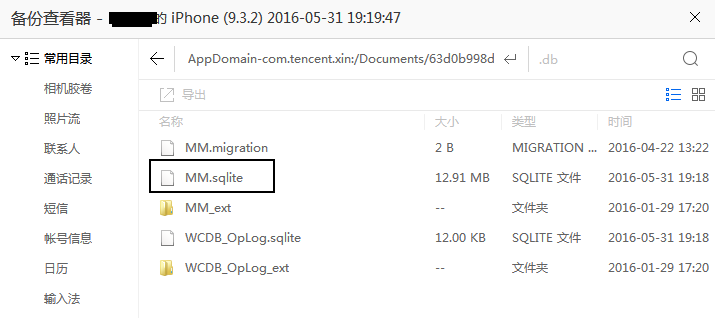 备份查看器 - 的 iPhone (9.3.2) 2016-05-31 19:19:47
常用目录
相机胶卷
照片流
联系人
通话记录
短信
帐号信息
日历
输入法
AppDomain-com.tencent.xin:/Documents/63d0b998d
.db
导出
名称 大小 类型 时间
MM.migration 2 B MIGRATION ... 2016-04-22 13:22
MM.sqlite 12.91 MB SQLITE 文件 2016-05-31 19:18
MM_ext -- 文件夹 2016-01-29 17:20
WCDB_OpLog.sqlite 12.00 KB SQLITE 文件 2016-05-31 19:18
WCDB_OpLog_ext -- 文件夹 2016-01-29 17:20